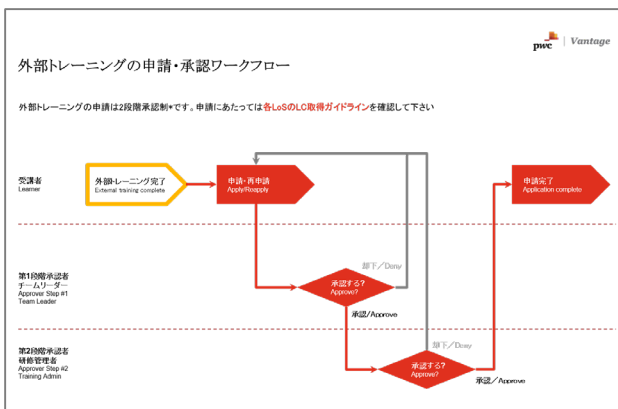 pwc | Vantage
外部トレーニングの申請・承認ワークフロー
外部トレーニングの申請は2段階承認制*です。申請にあたっては各LoSのLC取得ガイドラインを確認して下さい
受講者
Learner
外部トレーニング完了
External training complete
申請・再申請
Apply/Reapply
申請完了
Application complete
却下/Deny
第1段階承認者
チームリーダー
Approver Step #1
Team Leader
承認する?
Approve?
承認/Approve
却下/Deny
第2段階承認者
研修管理者
Approver Step #2
Training Admin
承認する?
Approve?
承認/Approve